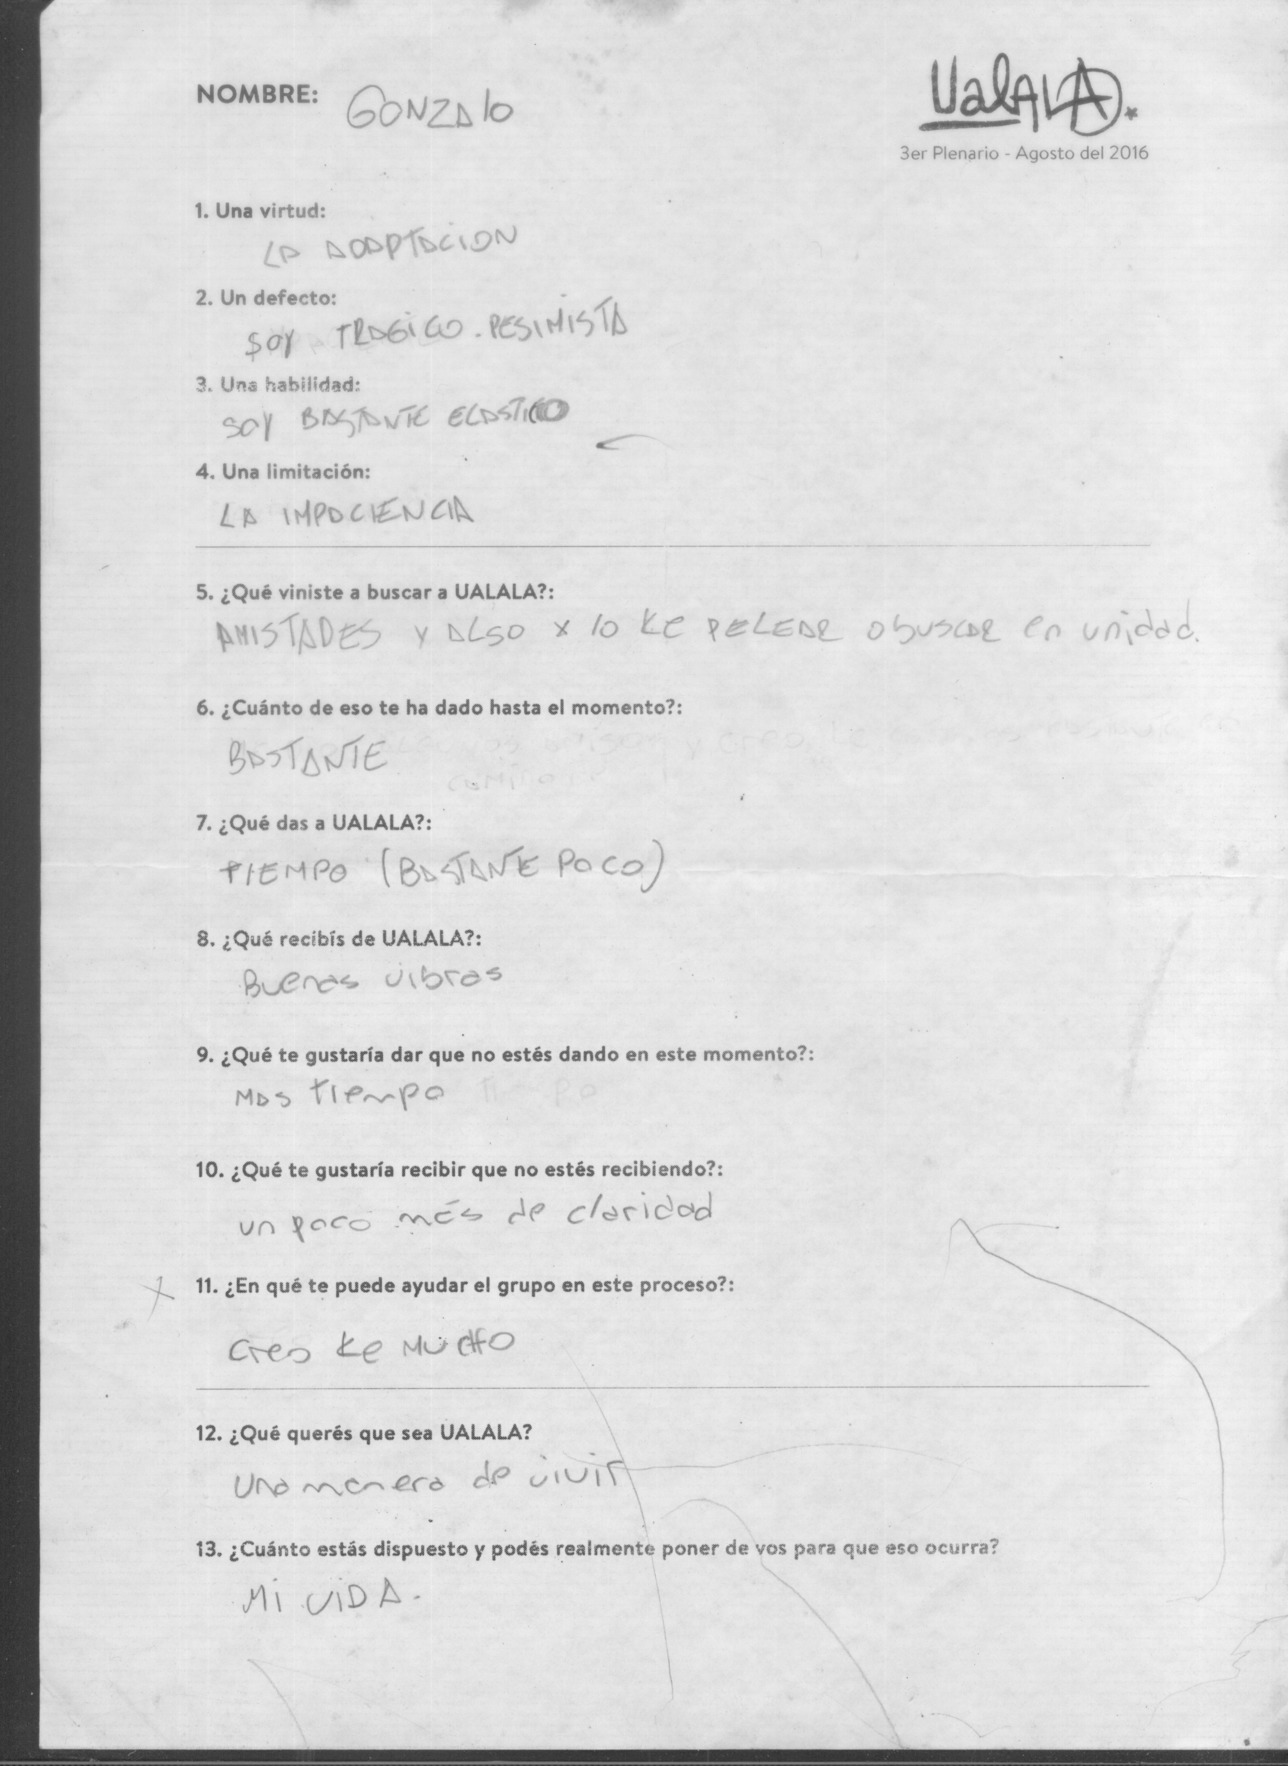 NOMBRE: GONZAlO
UalALA
3er Plenario - Agosto del 2016
1. Una virtud:
LA ADAPTACION
2. Un defecto:
SOY TRAGICO. PESIMISTA
3. Una habilidad:
SOY BASTANTE ELASTICO
4. Una limitación:
LA IMPACIENCIA
5. ¿Qué viniste a buscar a UALALA?:
AMISTADES Y ALGO x lO KE PELEAR O buscar en unidad.
6. ¿Cuánto de eso te ha dado hasta el momento?:
BASTANTE
7. ¿Qué das a UALALA?:
TIEMPO (BASTANTE POCO)
8. ¿Qué recibís de UALALA?:
Buenas vibras
9. ¿Qué te gustaría dar que no estés dando en este momento?:
MAS tiempo
10. ¿Qué te gustaría recibir que no estés recibiendo?:
un poco más de claridad
x 11. ¿En qué te puede ayudar el grupo en este proceso?:
creo ke MUCHO
12. ¿Qué querés que sea UALALA?
Una manera de vivir
13. ¿Cuánto estás dispuesto y podés realmente poner de vos para que eso ocurra?
Mi ViDA.